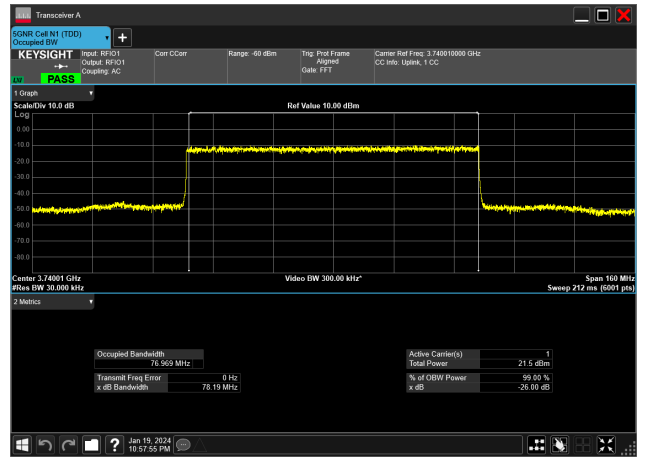 Transceiver A
5GNR Cell N1 (TDD)
Occupied BW
KEYSIGHT
Input: RFIO1
Output: RFIO1
Coupling: AC
Corr CCorr
Range: -60 dBm
Trig: Prot Frame
Aligned
Gate: FFT
Carrier Ref Freq: 3.740010000 GHz
CC Info: Uplink, 1 CC
PASS
1 Graph
Scale/Div 10.0 dB
Ref Value 10.00 dBm
Log
0.00
-10.0
-20.0
-30.0
-40.0
-50.0
-60.0
-70.0
-80.0
Center 3.74001 GHz
Video BW 300.00 kHz*
Span 160 MHz
#Res BW 30.000 kHz
Sweep 212 ms (6001 pts)
2 Metrics
Occupied Bandwidth
76.969 MHz
Active Carrier(s) 1
Total Power 21.5 dBm
Transmit Freq Error 0 Hz
x dB Bandwidth 78.19 MHz
% of OBW Power 99.00 %
x dB -26.00 dB
Jan 19, 2024
10:57:55 PM